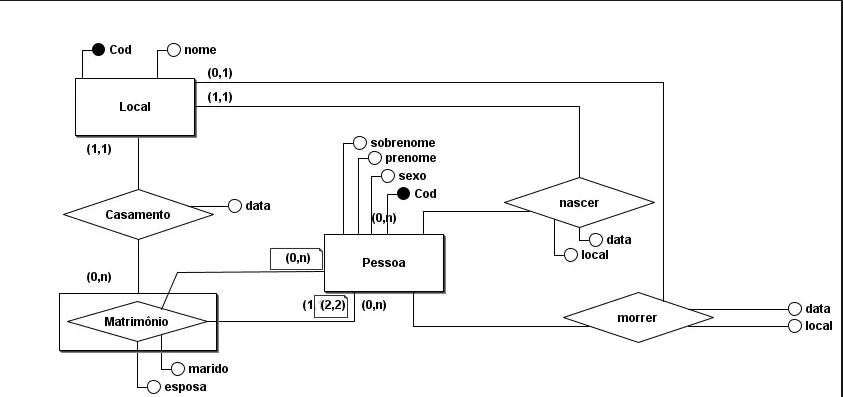 Cod
nome
(0,1)
(1,1)
Local
(1,1)
sobrenome
prenome
sexo
Cod
(0,n)
nascer
Casamento
data
data
local
(0,n)
Pessoa
(0,n)
(1
(2,2)
(0,n)
Matrimónio
morrer
data
local
marido
esposa